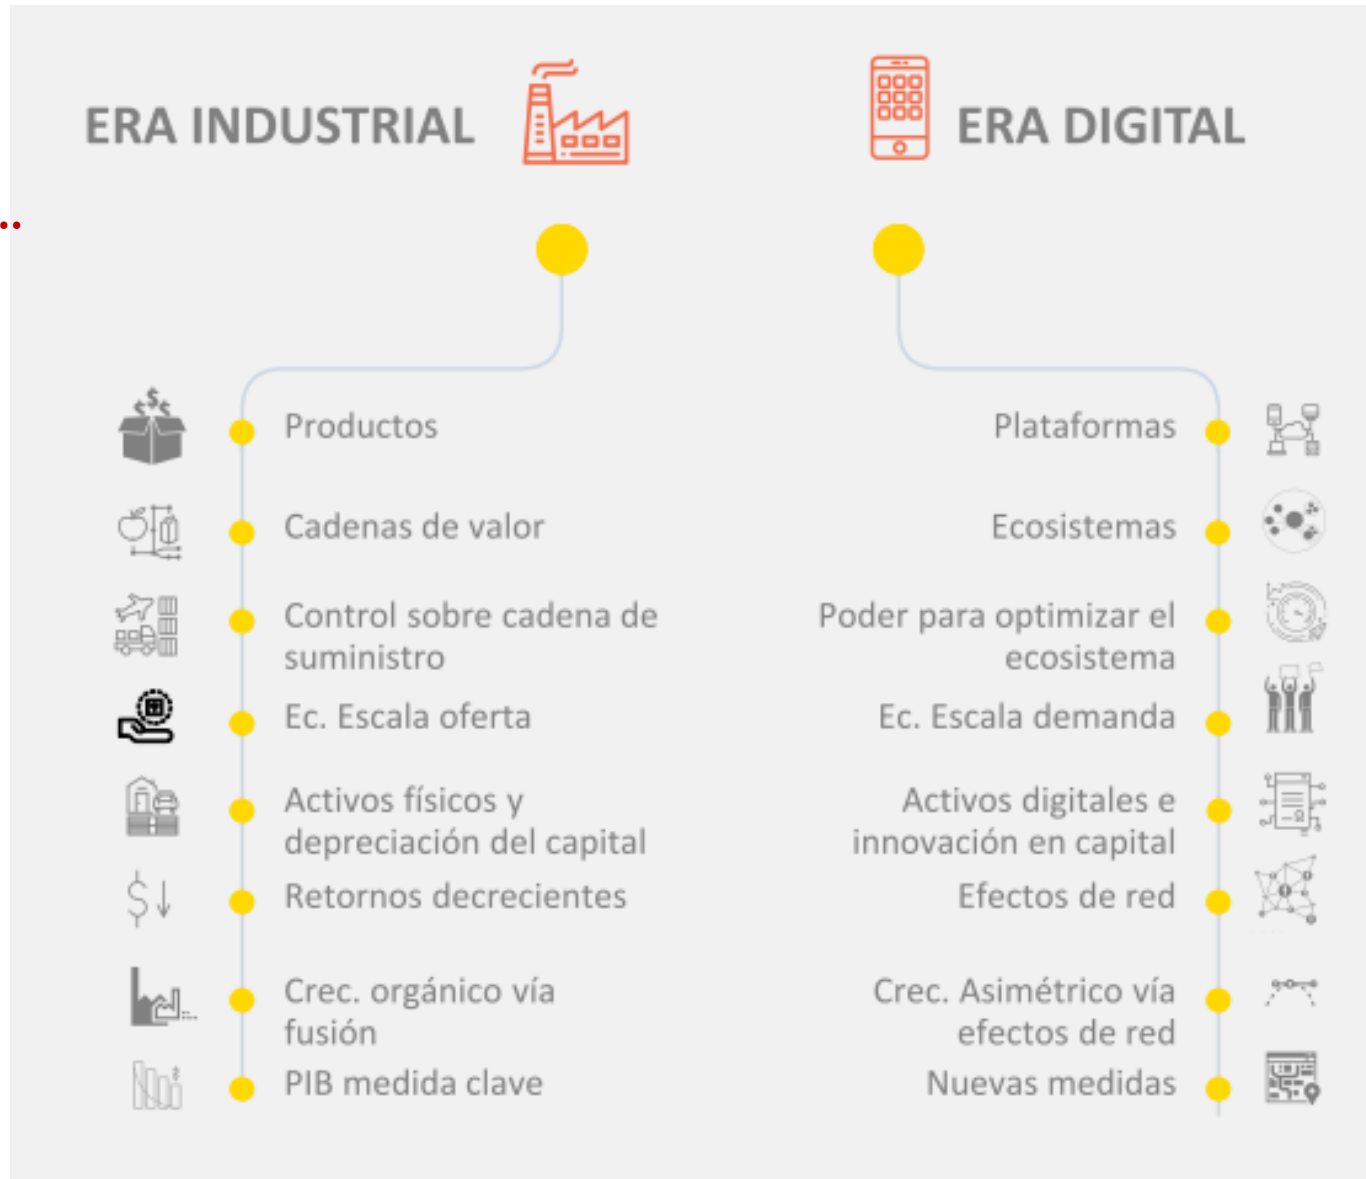 ERA INDUSTRIAL
ERA DIGITAL
Productos
Cadenas de valor
Control sobre cadena de
suministro
Ec. Escala oferta
Activos físicos y
depreciación del capital
Retornos decrecientes
Crec. orgánico vía
fusión
PIB medida clave
Plataformas
Ecosistemas
Poder para optimizar el
ecosistema
Ec. Escala demanda
Activos digitales e
innovación en capital
Efectos de red
Crec. Asimétrico vía
efectos de red
Nuevas medidas